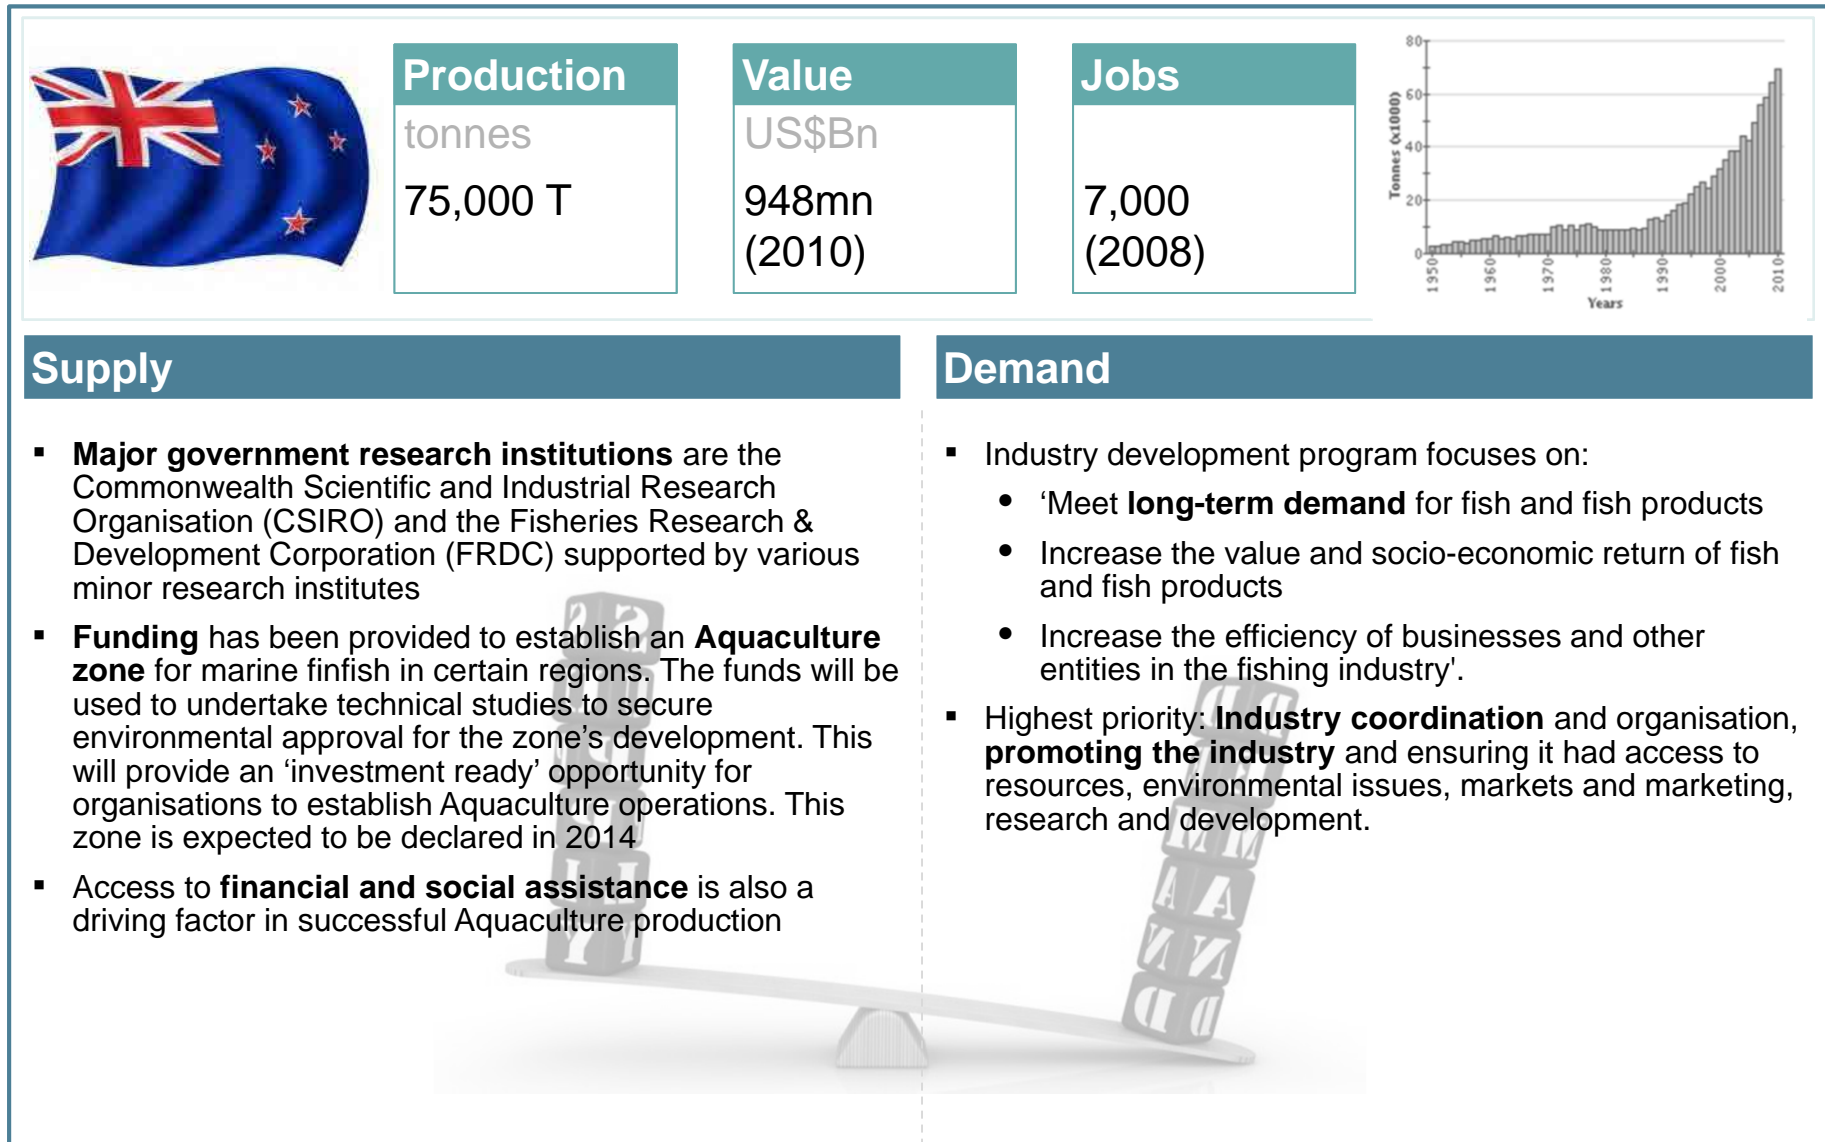 Production
tonnes
75,000 T
Value
US$Bn
948mn
(2010)
Jobs
7,000
(2008)
80
60
40
20
0
Tonnes (x1000)
1950
1960
1970
1980
1990
2000
2010
Years
Supply
▪ Major government research institutions are the
Commonwealth Scientific and Industrial Research
Organisation (CSIRO) and the Fisheries Research &
Development Corporation (FRDC) supported by various
minor research institutes
▪ Funding has been provided to establish an Aquaculture
zone for marine finfish in certain regions. The funds will be
used to undertake technical studies to secure
environmental approval for the zone’s development. This
will provide an ‘investment ready’ opportunity for
organisations to establish Aquaculture operations. This
zone is expected to be declared in 2014
▪ Access to financial and social assistance is also a
driving factor in successful Aquaculture production
Demand
▪ Industry development program focuses on:
• ‘Meet long-term demand for fish and fish products
• Increase the value and socio-economic return of fish
and fish products
• Increase the efficiency of businesses and other
entities in the fishing industry'.
▪ Highest priority: Industry coordination and organisation,
promoting the industry and ensuring it had access to
resources, environmental issues, markets and marketing,
research and development.